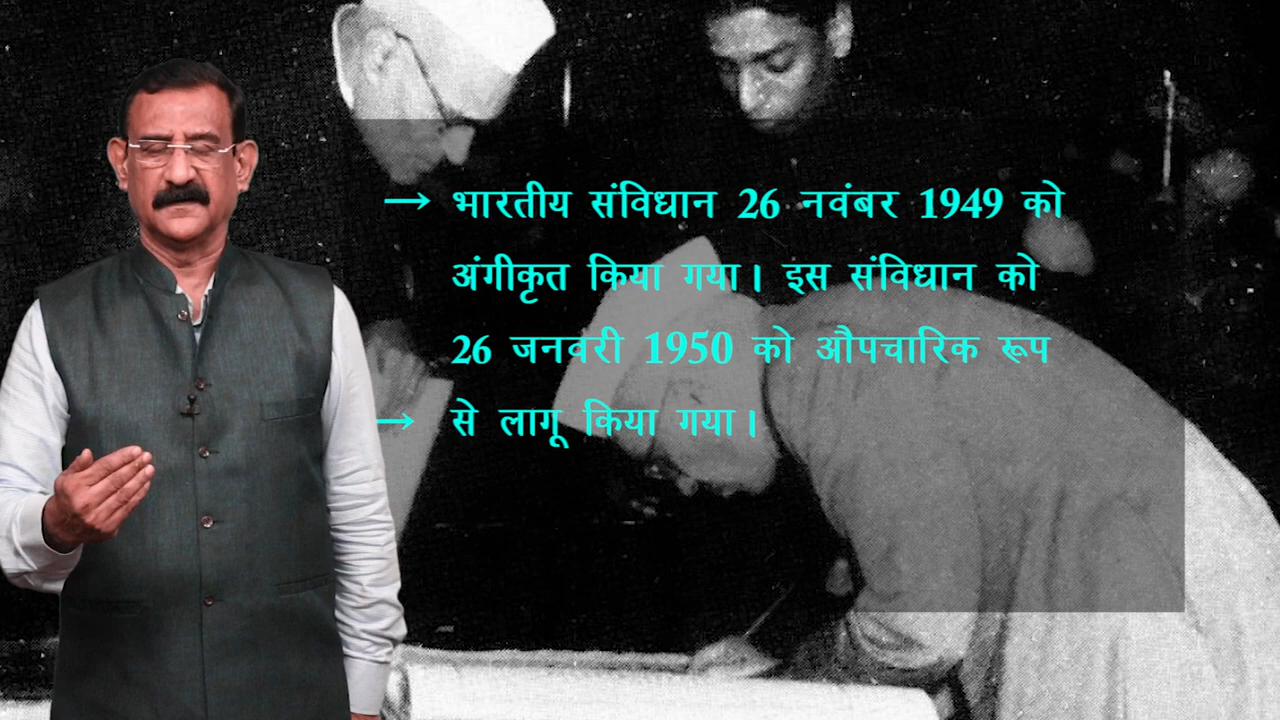 → भारतीय संविधान 26 नवंबर 1949 को
अंगीकृत किया गया। इस संविधान को
26 जनवरी 1950 को औपचारिक रूप
→ से लागू किया गया।